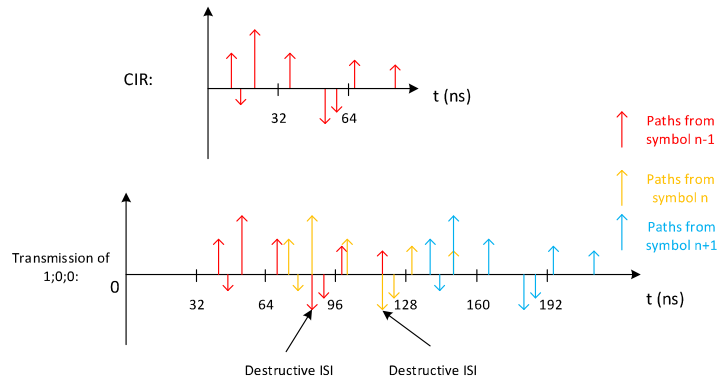 CIR:
t (ns)
32
64
Paths from
symbol n-1
Paths from
symbol n
Paths from
symbol n+1
Transmission of
1;0;0:
0
32
64
96
128
160
192
t (ns)
Destructive ISI
Destructive ISI